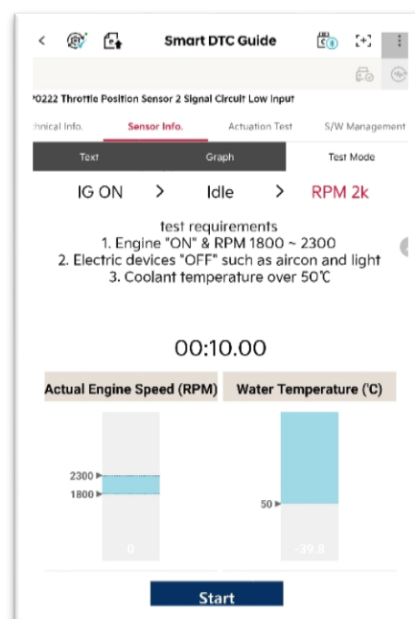 Smart DTC Guide
P0222 Throttle Position Sensor 2 Signal Circuit Low Input
hnical Info. Sensor Info. Actuation Test S/W Management
Text Graph Test Mode
IG ON > Idle > RPM 2k
test requirements
1. Engine "ON" & RPM 1800 ~ 2300
2. Electric devices "OFF" such as aircon and light
3. Coolant temperature over 50℃
00:10.00
Actual Engine Speed (RPM) Water Temperature (℃)
2300
1800
50
0
-39.8
Start